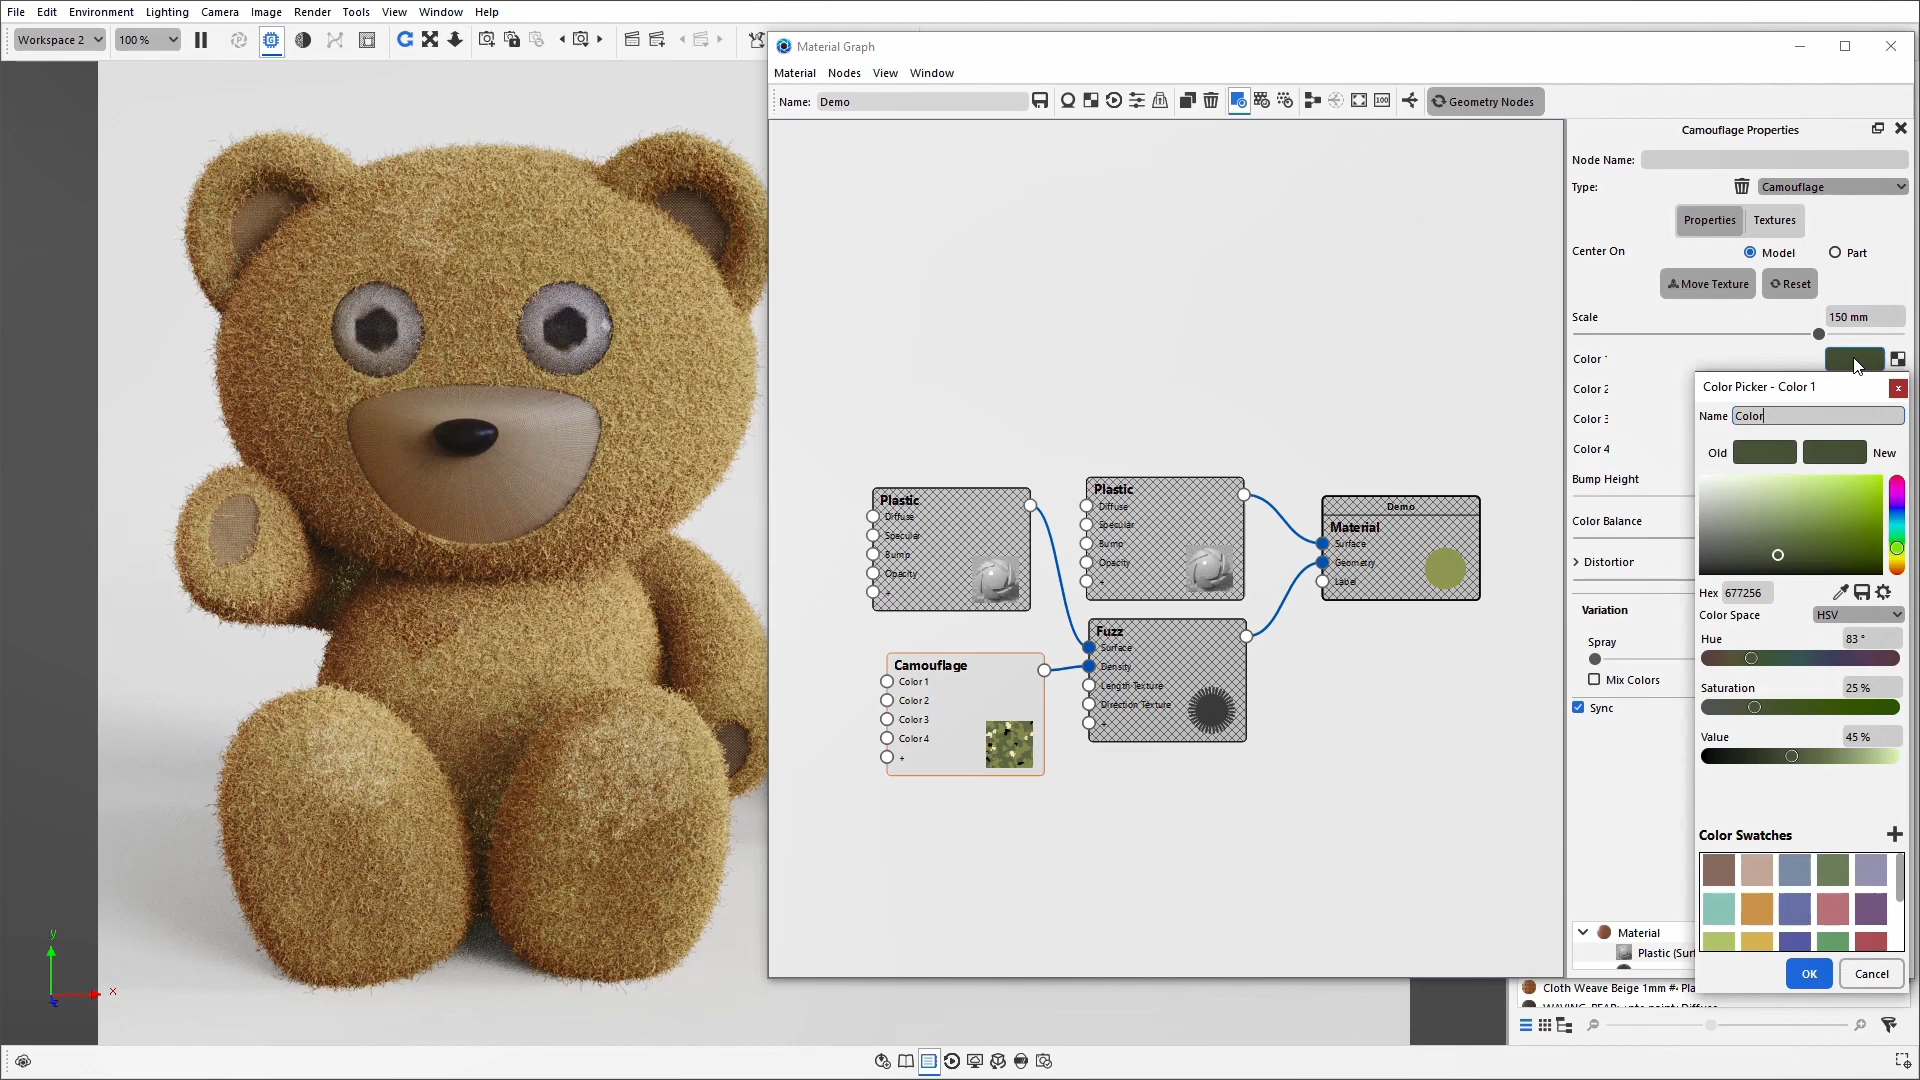 File Edit Environment Lighting Camera Image Render Tools View Window Help
Workspace 2 100 %
Material Graph
Material Nodes View Window
Name: Demo 100 Geometry Nodes
Camouflage Properties
Node Name:
Type: Camouflage
Properties Textures
Center On Model Part
Move Texture Reset
Scale 150 mm
Color 1
Color 2
Color 3
Color 4
Bump Height
Color Balance
Distortion
Variation
Spray
Mix Colors
Sync
Color Picker - Color 1
Name Color
Old New
Hex 677256
Color Space HSV
Hue 83 °
Saturation 25 %
Value 45 %
Color Swatches
OK Cancel
Plastic
Diffuse
Specular
Bump
Opacity
+
Plastic
Diffuse
Specular
Bump
Opacity
+
Demo
Material
Surface
Geometry
Label
Fuzz
Surface
Density
Length Texture
Direction Texture
+
Camouflage
Color 1
Color 2
Color 3
Color 4
+
Material
Plastic (Sur
Cloth Weave Beige 1mm #4 Pla
y
x